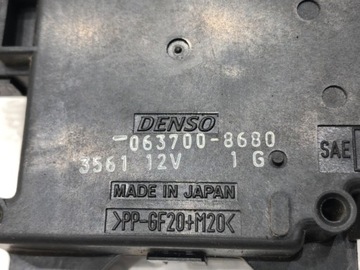 DENSO
063700-8680
3561 12V 1 G
SAE
MADE IN JAPAN
>PP-GF20+M20<